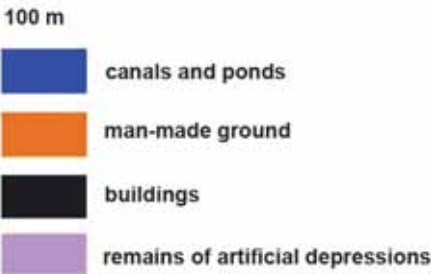 100 m
canals and ponds
man-made ground
buildings
remains of artificial depressions